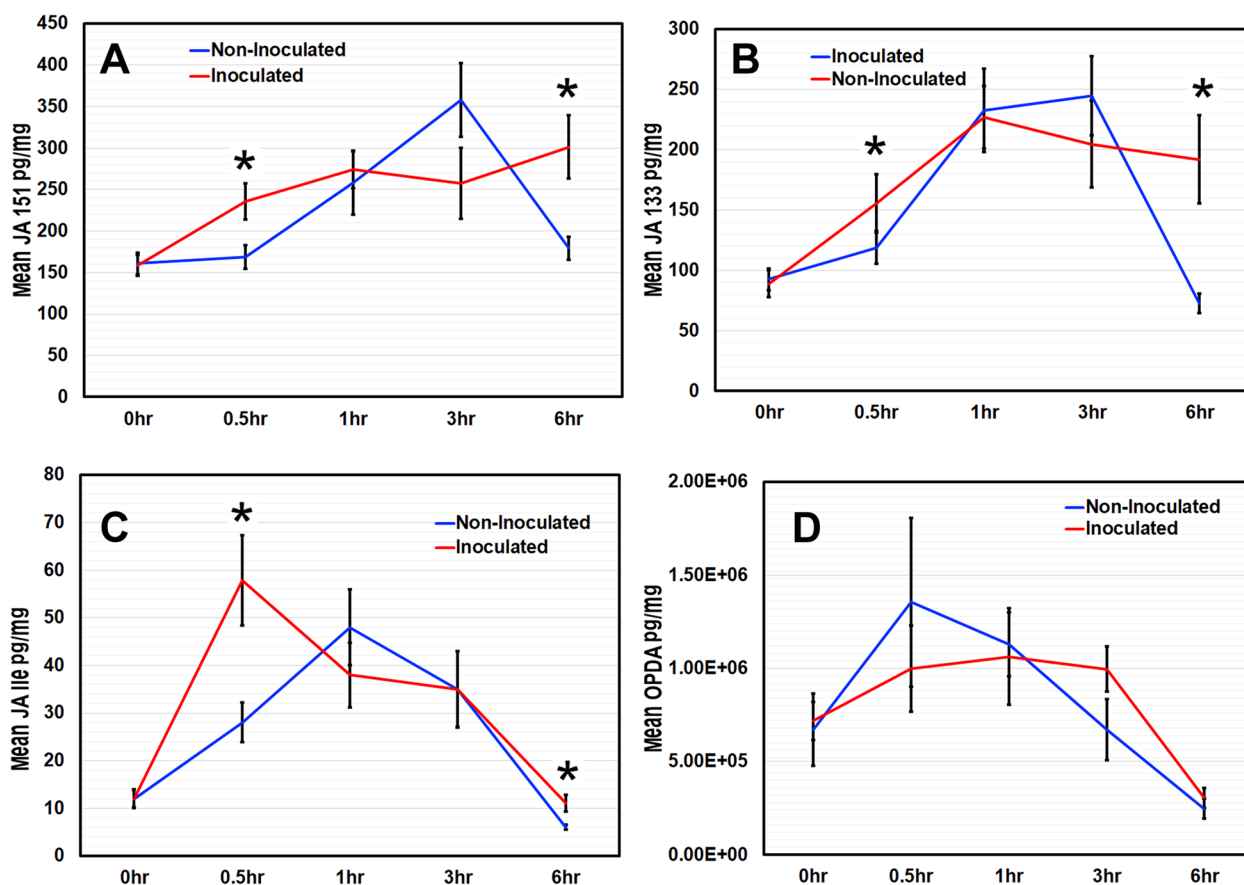 A
Non-Inoculated
Inoculated
Mean JA 151 pg/mg
450
400
350
300
250
200
150
100
50
0
*
*
0hr 0.5hr 1hr 3hr 6hr
B
Inoculated
Non-Inoculated
Mean JA 133 pg/mg
300
250
200
150
100
50
0
*
*
0hr 0.5hr 1hr 3hr 6hr
C
Non-Inoculated
Inoculated
Mean JA Ile pg/mg
80
70
60
50
40
30
20
10
0
*
*
0hr 0.5hr 1hr 3hr 6hr
D
Non-Inoculated
Inoculated
Mean OPDA pg/mg
2.00E+06
1.50E+06
1.00E+06
5.00E+05
0.00E+00
0hr 0.5hr 1hr 3hr 6hr